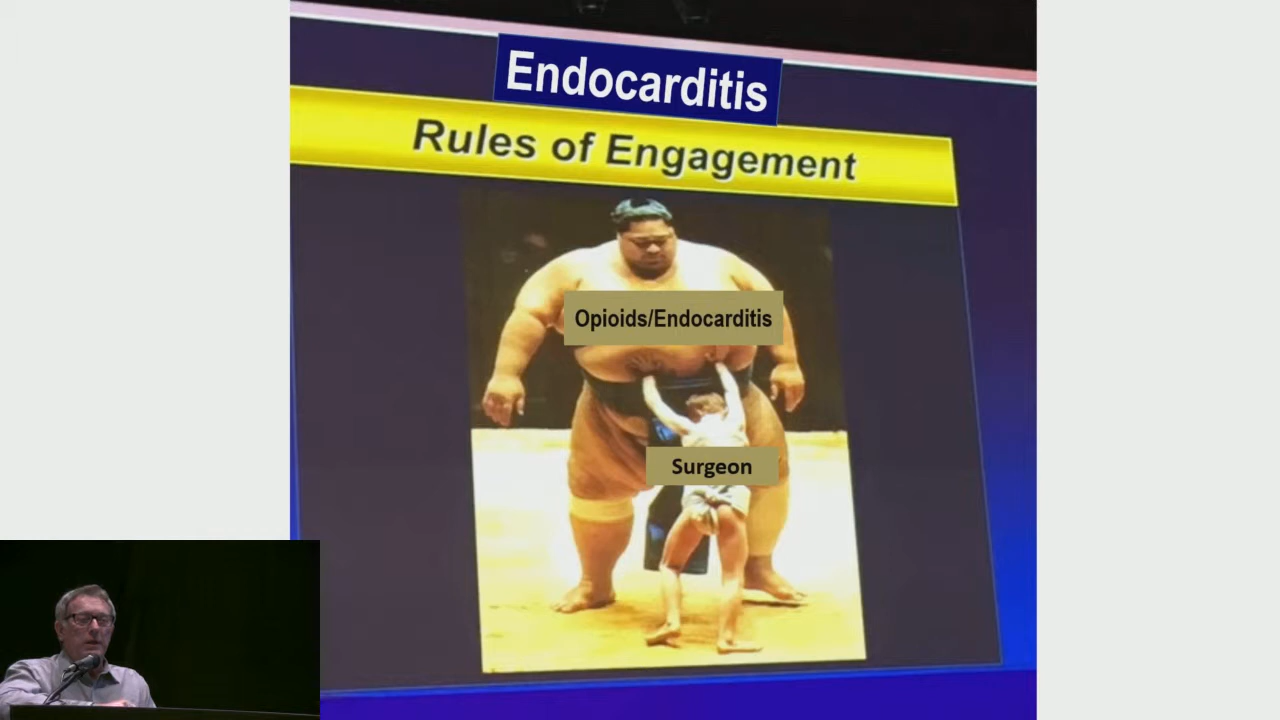 Endocarditis
Rules of Engagement
Opioids/Endocarditis
Surgeon